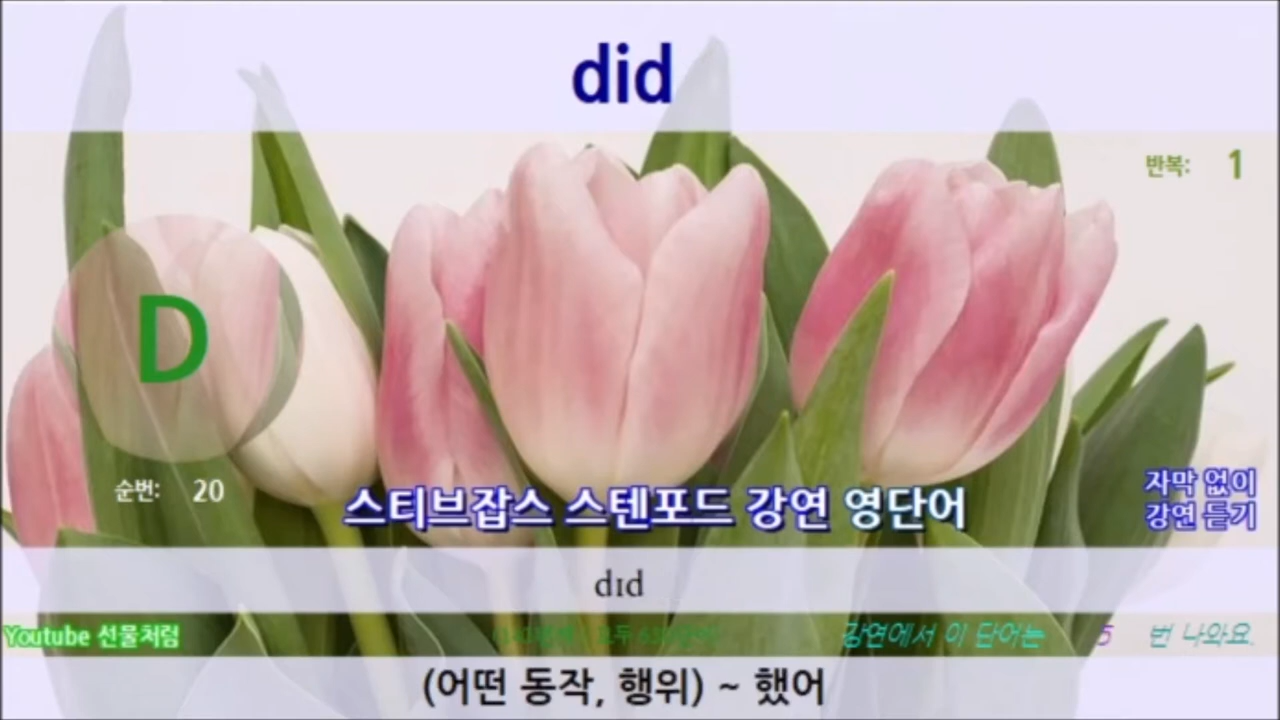 did
반복: 1
D
순번: 20
스티브잡스 스텐포드 강연 영단어
자막 없이
강연 듣기
dɪd
Youtube 선물처럼
강연에서 이 단어는 5 번 나와요.
(어떤 동작, 행위) ~ 했어